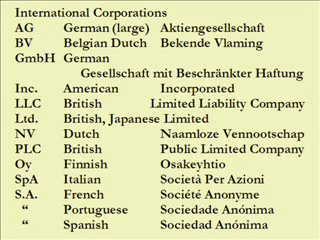 International Corporations
AG German (large) Aktiengesellschaft
BV Belgian Dutch Bekende Vlaming
GmbH German
Gesellschaft mit Beschränkter Haftung
Inc. American Incorporated
LLC British Limited Liability Company
Ltd. British, Japanese Limited
NV Dutch Naamloze Vennootschap
PLC British Public Limited Company
Oy Finnish Osakeyhtio
SpA Italian Società Per Azioni
S.A. French Société Anonyme
“ Portuguese Sociedade Anónima
“ Spanish Sociedad Anónima